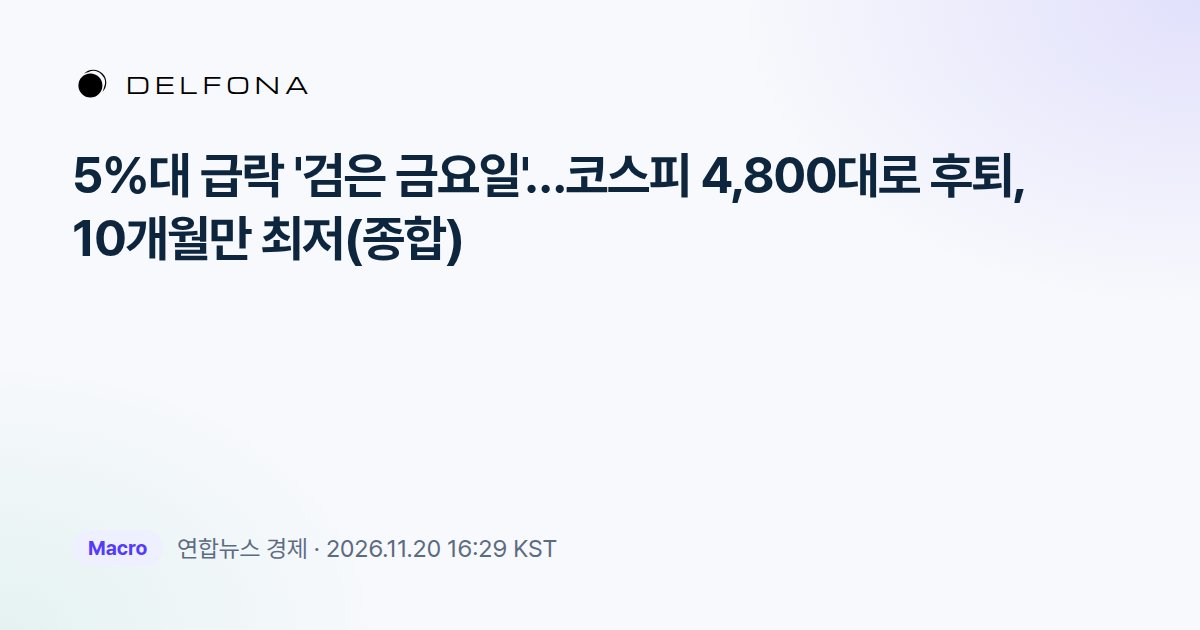 DELFONA
5%대 급락 '검은 금요일'...코스피 4,800대로 후퇴,
10개월만 최저(종합)
Macro 연합뉴스 경제 · 2026.11.20 16:29 KST